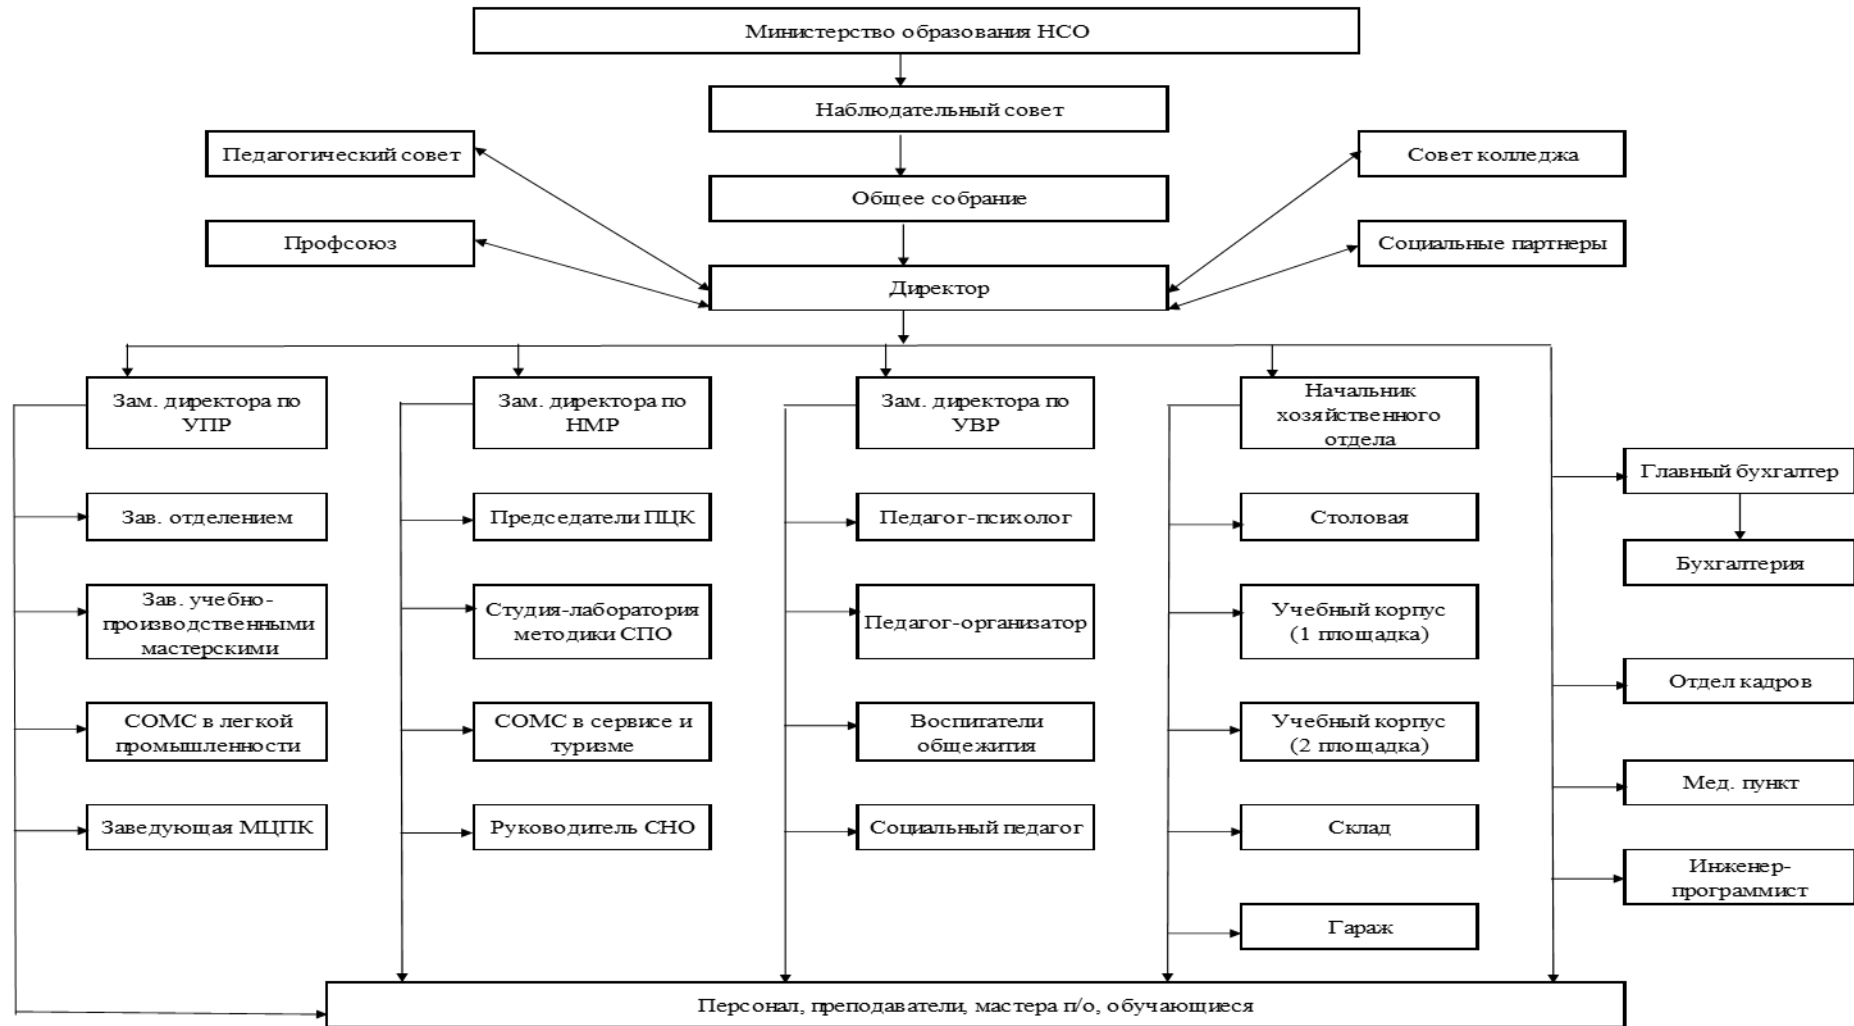 Министерство образования НСО
Наблюдательный совет
Педагогический совет
Совет колледжа
Общее собрание
Профсоюз
Социальные партнеры
Директор
Зам. директора по
УПР
Зам. директора по
НМР
Зам. директора по
УВР
Начальник
хозяйственного
отдела
Главный бухгалтер
Зав. отделением
Председатели ПЦК
Педагог-психолог
Столовая
Бухгалтерия
Зав. учебно-
производственными
мастерскими
Студия-лаборатория
методики СПО
Педагог-организатор
Учебный корпус
(1 площадка)
Отдел кадров
СОМС в легкой
промышленности
СОМС в сервисе и
туризме
Воспитатели
общежития
Учебный корпус
(2 площадка)
Мед. пункт
Заведующая МЦПК
Руководитель СНО
Социальный педагог
Склад
Инженер-
программист
Гараж
Персонал, преподаватели, мастера п/о, обучающиеся